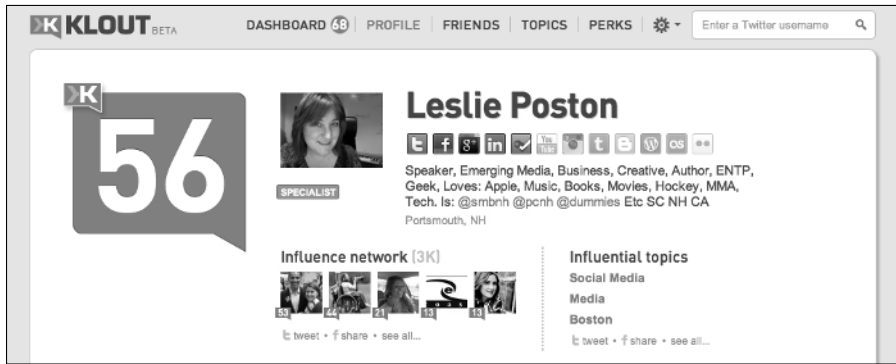 K KLOUT BETA DASHBOARD 68 PROFILE FRIENDS TOPICS PERKS Enter a Twitter username
K
56
Leslie Poston
SPECIALIST
Speaker, Emerging Media, Business, Creative, Author, ENTP,
Geek, Loves: Apple, Music, Books, Movies, Hockey, MMA,
Tech. Is: @smbnh @pcnh @dummies Etc SC NH CA
Portsmouth, NH
Influence network (3K)
53 44 21 13 13
tweet • share • see all...
Influential topics
Social Media
Media
Boston
tweet • share • see all...